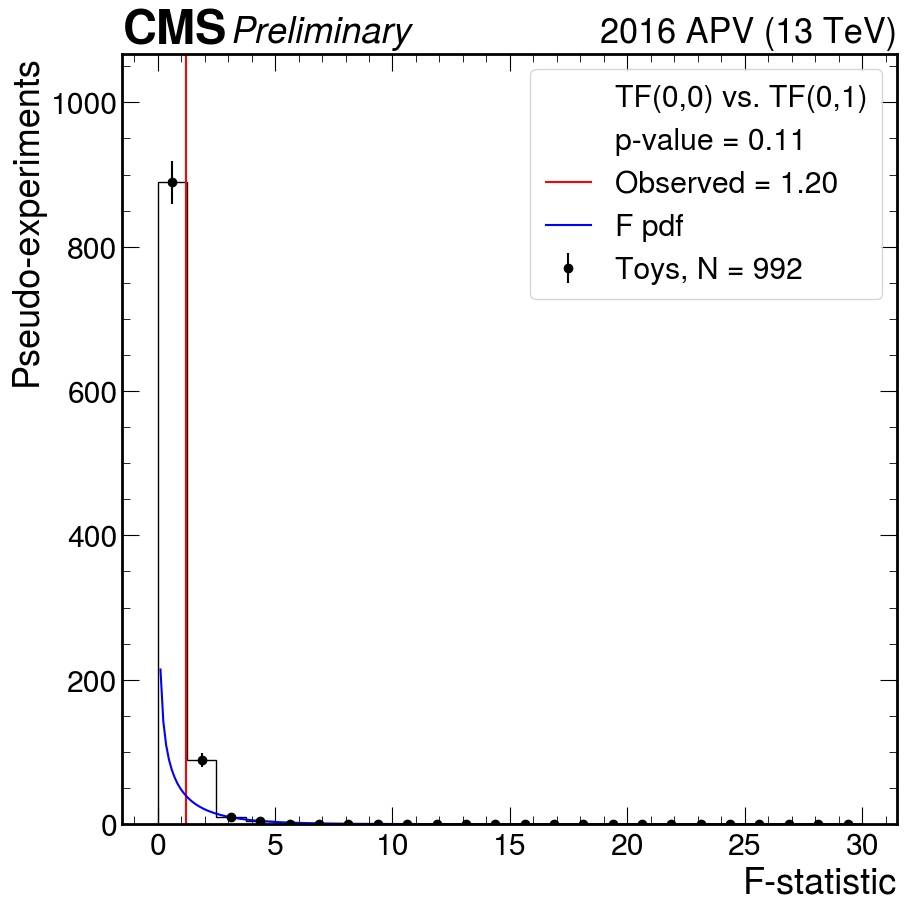 CMS Preliminary 2016 APV (13 TeV)
Pseudo-experiments
1000
800
600
400
200
0
TF(0,0) vs. TF(0,1)
p-value = 0.11
Observed = 1.20
F pdf
Toys, N = 992
0 5 10 15 20 25 30
F-statistic